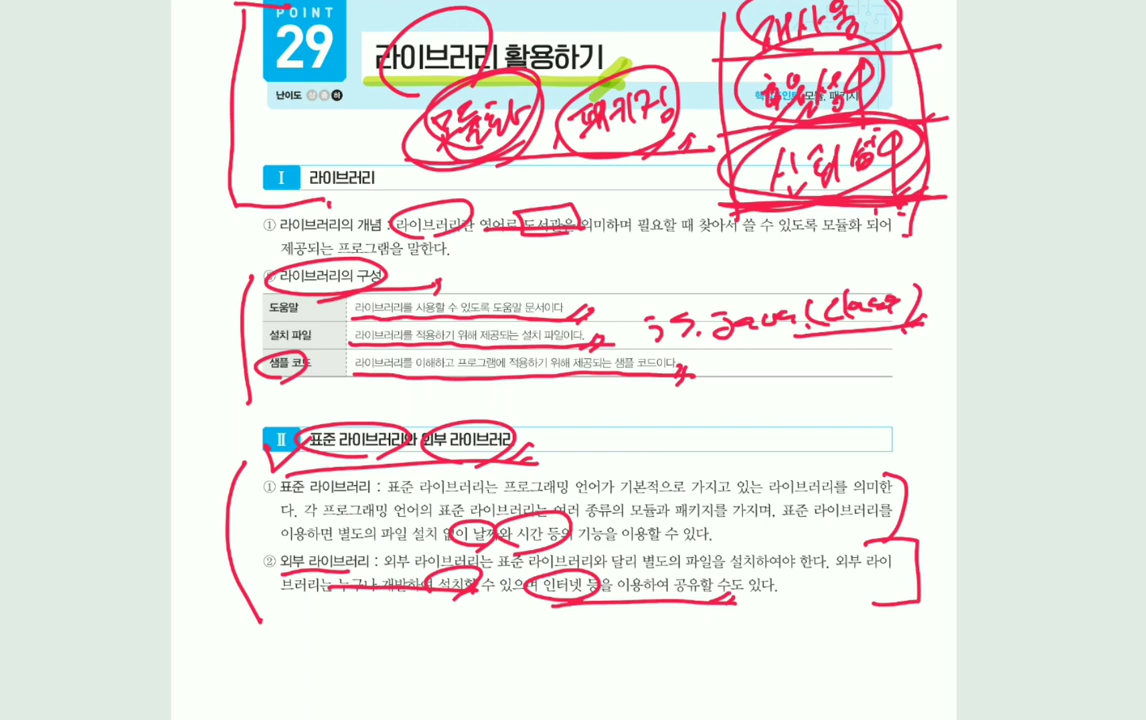 POINT
29
라이브러리 활용하기
난이도 상 중 하
재사용
효율성↑
신뢰성↑
모듈화 패키징
I 라이브러리
① 라이브러리의 개념 : 라이브러리란 영어로 도서관을 의미하며 필요할 때 찾아서 쓸 수 있도록 모듈화 되어
제공되는 프로그램을 말한다.
라이브러리의 구성
도움말 라이브러리를 사용할 수 있도록 도움말 문서이다.
설치 파일 라이브러리를 적용하기 위해 제공되는 설치 파일이다.
샘플 코드 라이브러리를 이해하고 프로그램에 적용하기 위해 제공되는 샘플 코드이다.
java (class)
II 표준 라이브러리와 외부 라이브러리
① 표준 라이브러리 : 표준 라이브러리는 프로그래밍 언어가 기본적으로 가지고 있는 라이브러리를 의미한
다. 각 프로그래밍 언어의 표준 라이브러리는 여러 종류의 모듈과 패키지를 가지며, 표준 라이브러리를
이용하면 별도의 파일 설치 없이 날짜와 시간 등의 기능을 이용할 수 있다.
② 외부 라이브러리 : 외부 라이브러리는 표준 라이브러리와 달리 별도의 파일을 설치하여야 한다. 외부 라이
브러리는 누구나 개발하여 설치할 수 있으며 인터넷 등을 이용하여 공유할 수도 있다.